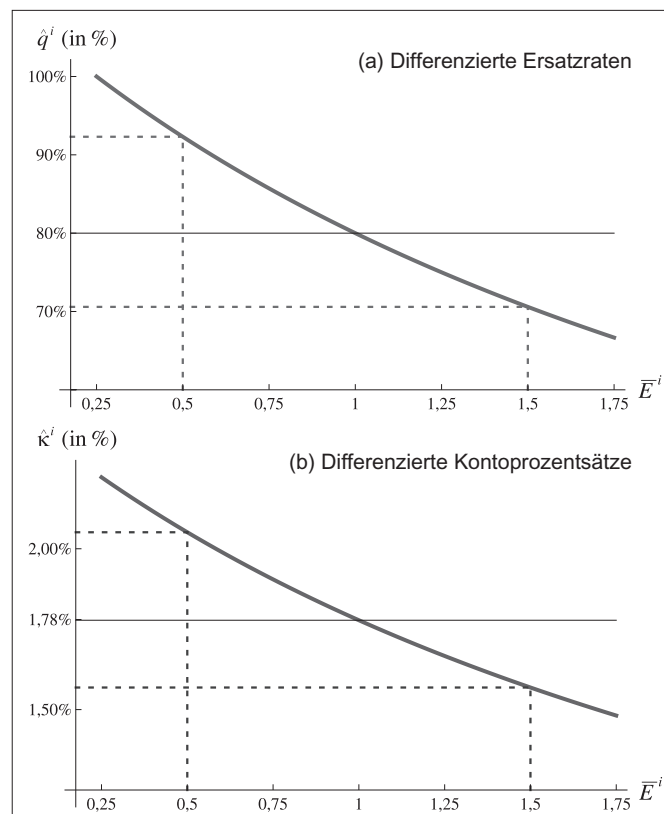 q̂ ⁱ (in %)
(a) Differenzierte Ersatzraten
100%
90%
80%
70%
0,25 0,5 0,75 1 1,25 1,5 1,75
E̅ ⁱ
κ̂ ⁱ (in %)
(b) Differenzierte Kontoprozentsätze
2,00%
1,78%
1,50%
0,25 0,5 0,75 1 1,25 1,5 1,75
E̅ ⁱ